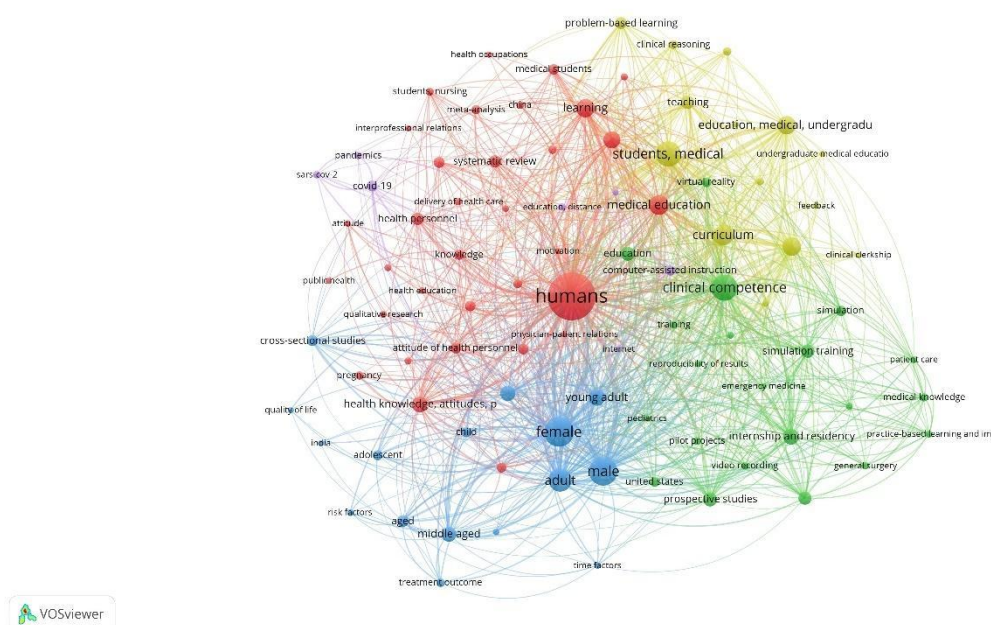 problem-based learning
clinical reasoning
health occupations
medical students
students, nursing
meta-analysis
china
learning
teaching
education, medical, undergradu
interprofessional relations
pandemics
systematic review
students, medical
undergraduate medical educatio
sars-cov-2
covid-19
virtual reality
delivery of health care
education, distance
medical education
feedback
attitude
health personnel
curriculum
motivation
knowledge
education
clinical clerkship
computer-assisted instruction
public health
health education
humans
clinical competence
qualitative research
simulation
training
physician-patient relations
cross-sectional studies
attitude of health personnel
internet
simulation training
patient care
reproducibility of results
pregnancy
emergency medicine
young adult
medical knowledge
health knowledge, attitudes, p
quality of life
pediatrics
child
female
india
pilot projects
internship and residency
practice-based learning and im
adolescent
video recording
general surgery
male
adult
united states
prospective studies
risk factors
aged
middle aged
time factors
treatment outcome
VOSviewer